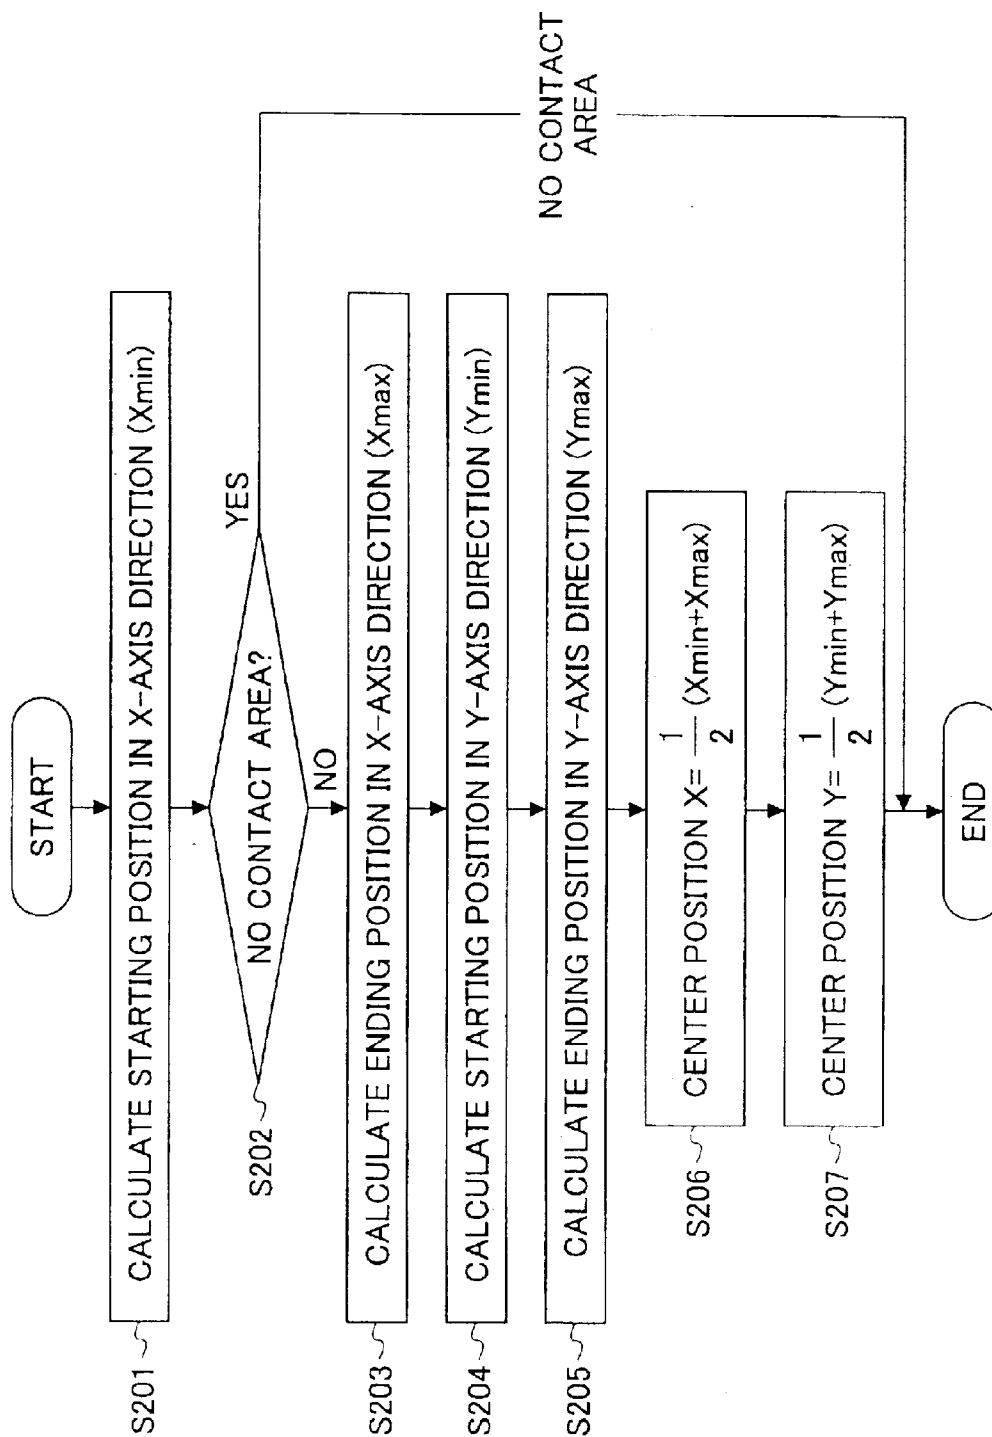 START
S201
CALCULATE STARTING POSITION IN X-AXIS DIRECTION (Xmin)
S202
NO CONTACT AREA?
YES
NO
S203
CALCULATE ENDING POSITION IN X-AXIS DIRECTION (Xmax)
S204
CALCULATE STARTING POSITION IN Y-AXIS DIRECTION (Ymin)
NO CONTACT
AREA
S205
CALCULATE ENDING POSITION IN Y-AXIS DIRECTION (Ymax)
S206
CENTER POSITION X= 1/2 (Xmin+Xmax)
S207
CENTER POSITION Y= 1/2 (Ymin+Ymax)
END